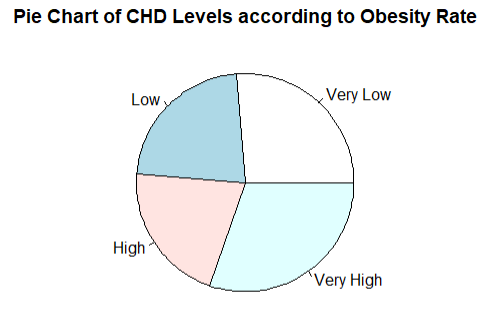 Pie Chart of CHD Levels according to Obesity Rate
Very Low
Low
High
Very High